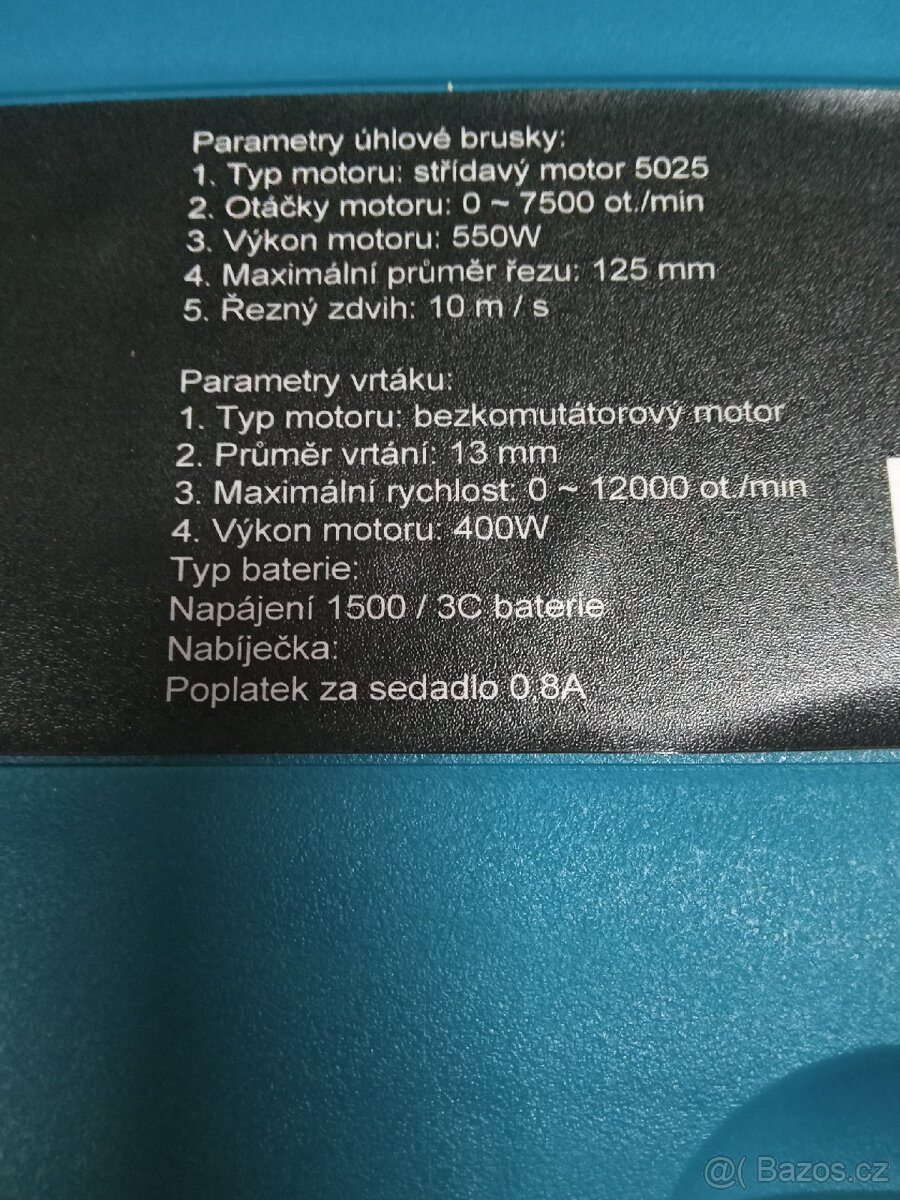 Parametry úhlové brusky:
1. Typ motoru: střídavý motor 5025
2. Otáčky motoru: 0 ~ 7500 ot./min
3. Výkon motoru: 550W
4. Maximální průměr řezu: 125 mm
5. Řezný zdvih: 10 m / s
Parametry vrtáku:
1. Typ motoru: bezkomutátorový motor
2. Průměr vrtání: 13 mm
3. Maximální rychlost: 0 ~ 12000 ot./min
4. Výkon motoru: 400W
Typ baterie:
Napájení 1500 / 3C baterie
Nabíječka:
Poplatek za sedadlo 0.8A
@( Bazos.cz